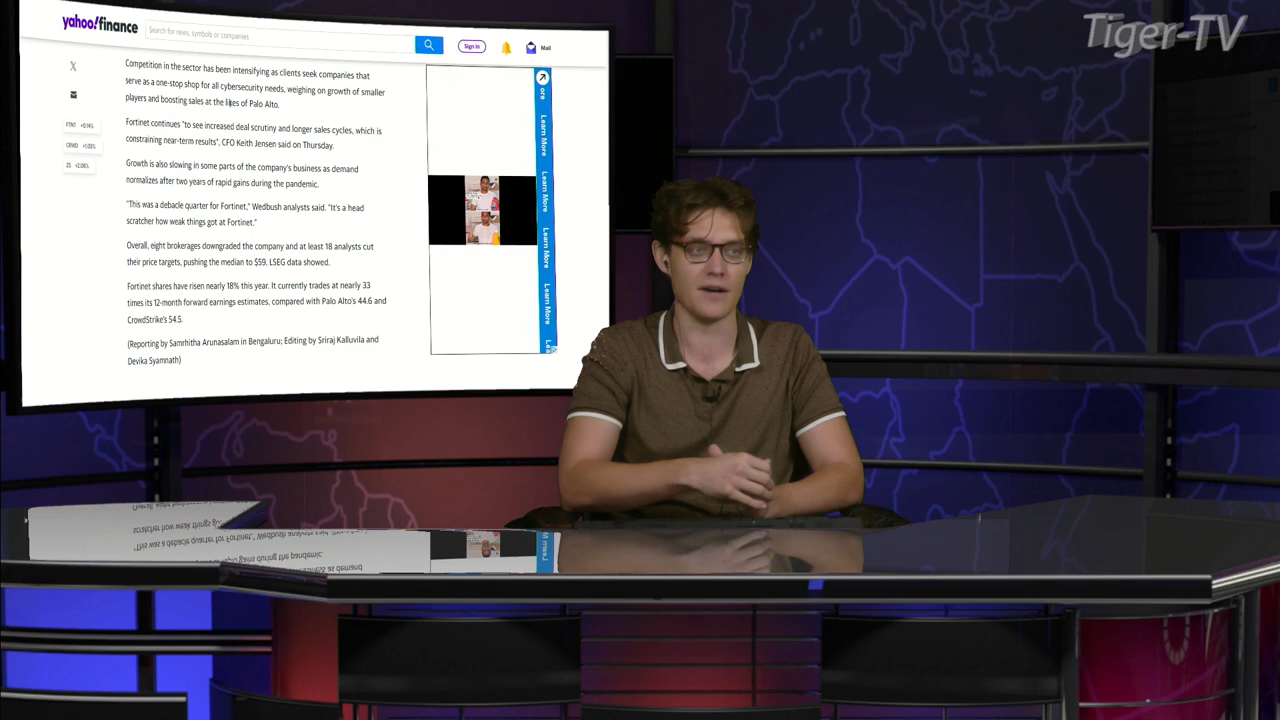 Tiger-TV
yahoo!finance
Search for news, symbols or companies
Sign in
Mail
Competition in the sector has been intensifying as clients seek companies that
serve as a one-stop shop for all cybersecurity needs, weighing on growth of smaller
players and boosting sales at the likes of Palo Alto.
Fortinet continues "to see increased deal scrutiny and longer sales cycles, which is
constraining near-term results", CFO Keith Jensen said on Thursday.
Growth is also slowing in some parts of the company's business as demand
normalizes after two years of rapid gains during the pandemic.
"This was a debacle quarter for Fortinet," Wedbush analysts said. "It's a head
scratcher how weak things got at Fortinet."
Overall, eight brokerages downgraded the company and at least 18 analysts cut
their price targets, pushing the median to $59, LSEG data showed.
Fortinet shares have risen nearly 18% this year. It currently trades at nearly 33
times its 12-month forward earnings estimates, compared with Palo Alto's 44.6 and
CrowdStrike's 54.5.
(Reporting by Samrhitha Arunasalam in Bengaluru; Editing by Sriraj Kalluvila and
Devika Syamnath)
FTNT
CRWD
ZS +2.06%
ore
Learn More
Learn More
Learn More
Learn More